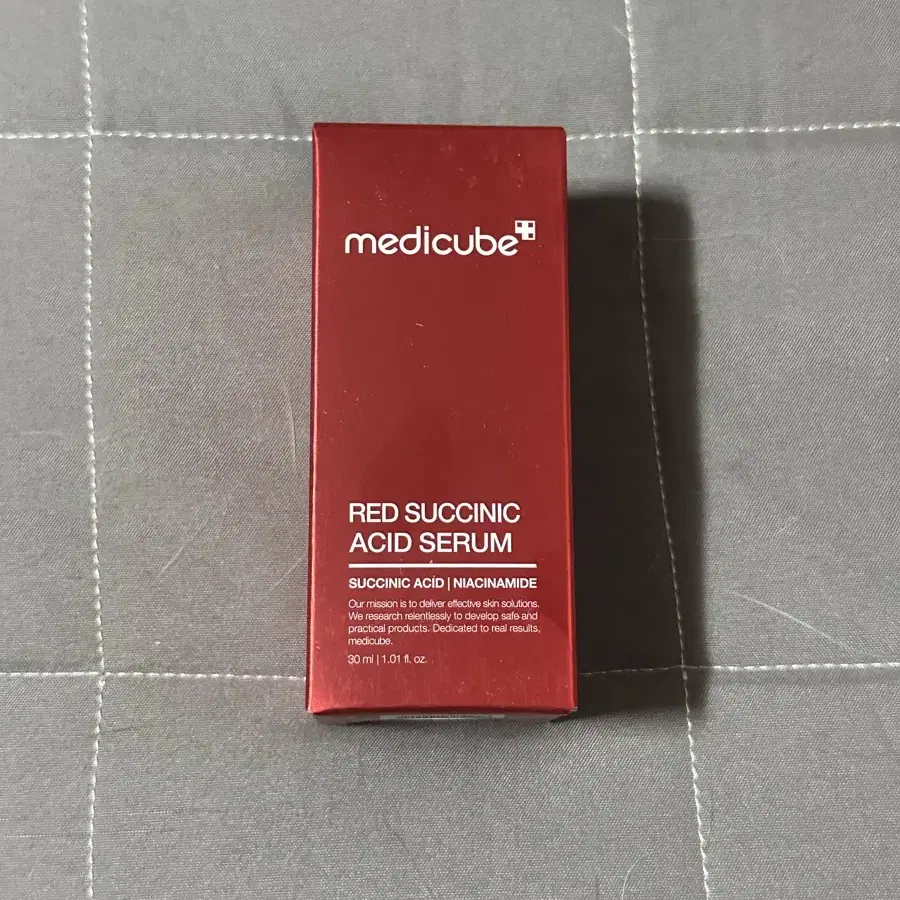 medicube
RED SUCCINIC
ACID SERUM
SUCCINIC ACID | NIACINAMIDE
Our mission is to deliver effective skin solutions.
We research relentlessly to develop safe and
practical products. Dedicated to real results,
medicube.
30 ml | 1.01 fl. oz.